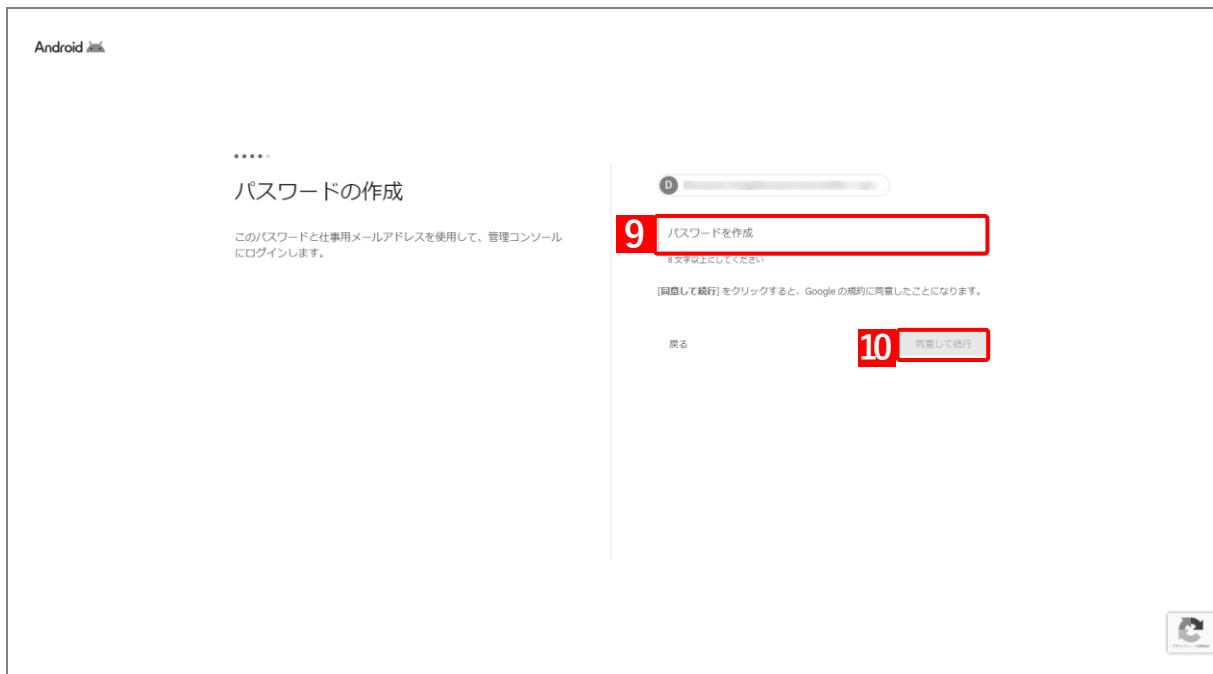 Android
パスワードの作成
このパスワードと仕事用メールアドレスを使用して、管理コンソール
にログインします。
D
9
パスワードを作成
8 文字以上にしてください
[同意して続行] をクリックすると、Google の規約に同意したことになります。
戻る
10
同意して続行